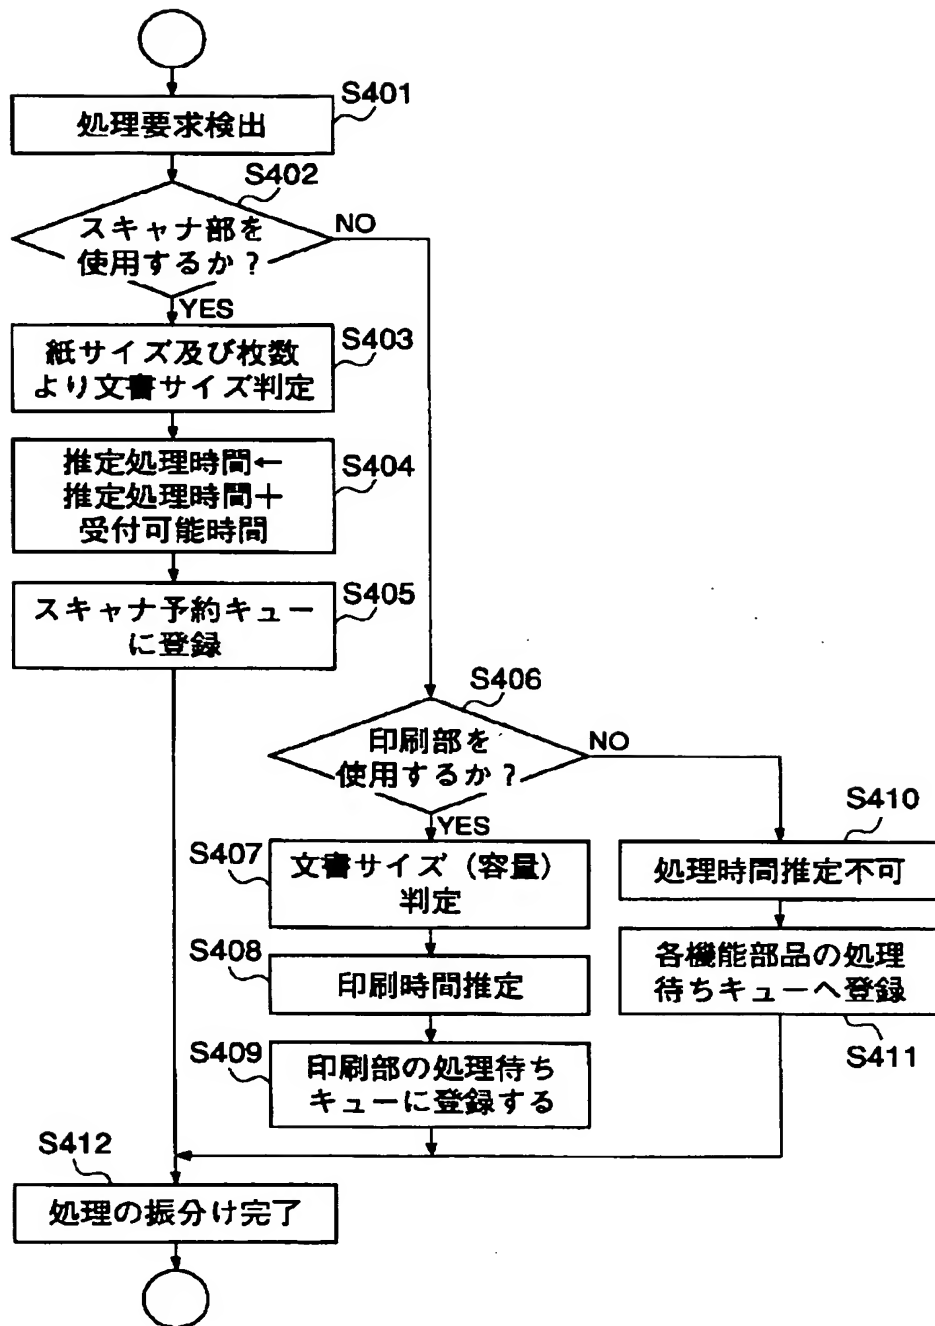 S401
処理要求検出
S402
スキャナ部を
使用するか?
NO
YES
S403
紙サイズ及び枚数
より文書サイズ判定
S404
推定処理時間←
推定処理時間+
受付可能時間
S405
スキャナ予約キュー
に登録
S406
印刷部を
使用するか?
NO
YES
S407
文書サイズ(容量)
判定
S408
印刷時間推定
S409
印刷部の処理待ち
キューに登録する
S410
処理時間推定不可
各機能部品の処理
待ちキューへ登録
S411
S412
処理の振分け完了